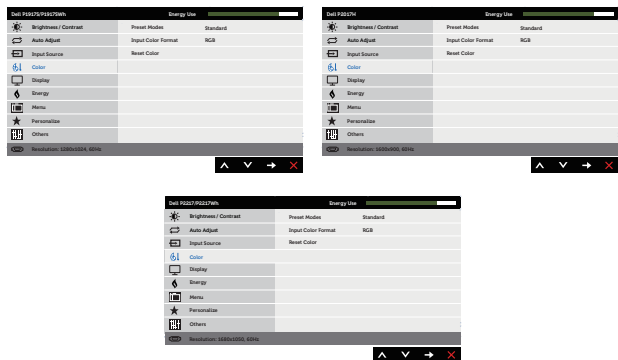 Dell P1917S/P1917SWh Energy Use
Brightness / Contrast Preset Modes Standard
Auto Adjust Input Color Format RGB
Input Source Reset Color
Color
Display
Energy
Menu
Personalize
Others
Resolution: 1280x1024, 60Hz
Dell P2017H Energy Use
Brightness / Contrast Preset Modes Standard
Auto Adjust Input Color Format RGB
Input Source Reset Color
Color
Display
Energy
Menu
Personalize
Others
Resolution: 1600x900, 60Hz
Dell P2217/P2217Wh Energy Use
Brightness / Contrast Preset Modes Standard
Auto Adjust Input Color Format RGB
Input Source Reset Color
Color
Display
Energy
Menu
Personalize
Others
Resolution: 1680x1050, 60Hz